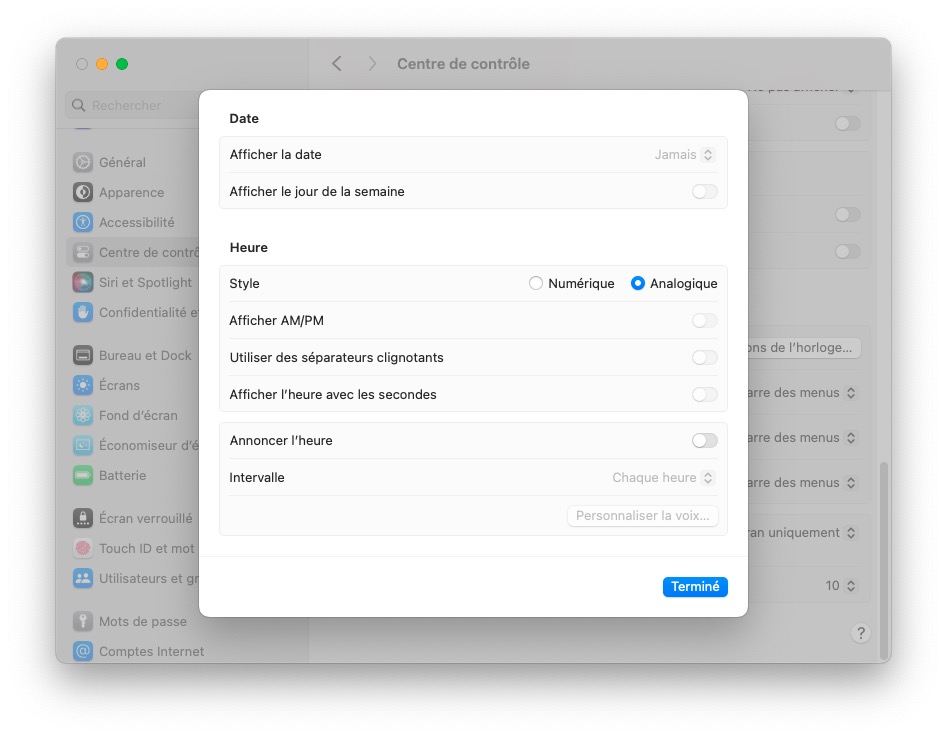 Centre de contrôle
Rechercher
Général
Apparence
Accessibilité
Centre de contrô
Siri et Spotlight
Confidentialité e
Bureau et Dock
Écrans
Fond d’écran
Économiseur d’é
Batterie
Écran verrouillé
Touch ID et mot
Utilisateurs et gr
Mots de passe
Comptes Internet
Date
Afficher la date Jamais
Afficher le jour de la semaine
Heure
Style Numérique Analogique
Afficher AM/PM
Utiliser des séparateurs clignotants
Afficher l’heure avec les secondes
Annoncer l’heure
Intervalle Chaque heure
Personnaliser la voix...
Terminé
ons de l’horloge...
arre des menus
arre des menus
arre des menus
ran uniquement
10
?